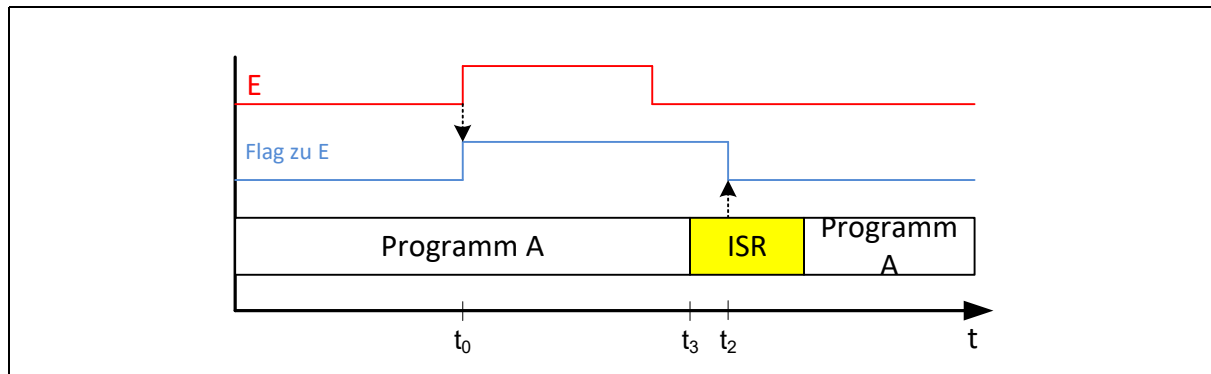 E
Flag zu E
Programm A
ISR
Programm
A
t₀
t₃
t₂
t